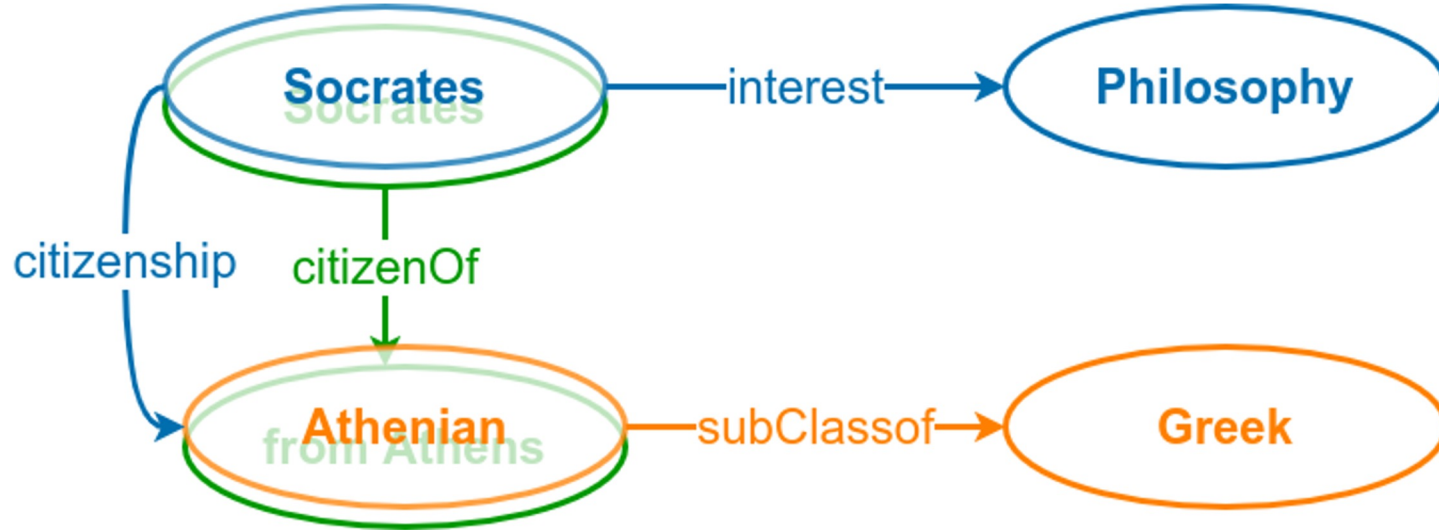 Socrates
Socrates
interest
Philosophy
citizenship
citizenOf
Athenian
from Athens
subClassof
Greek